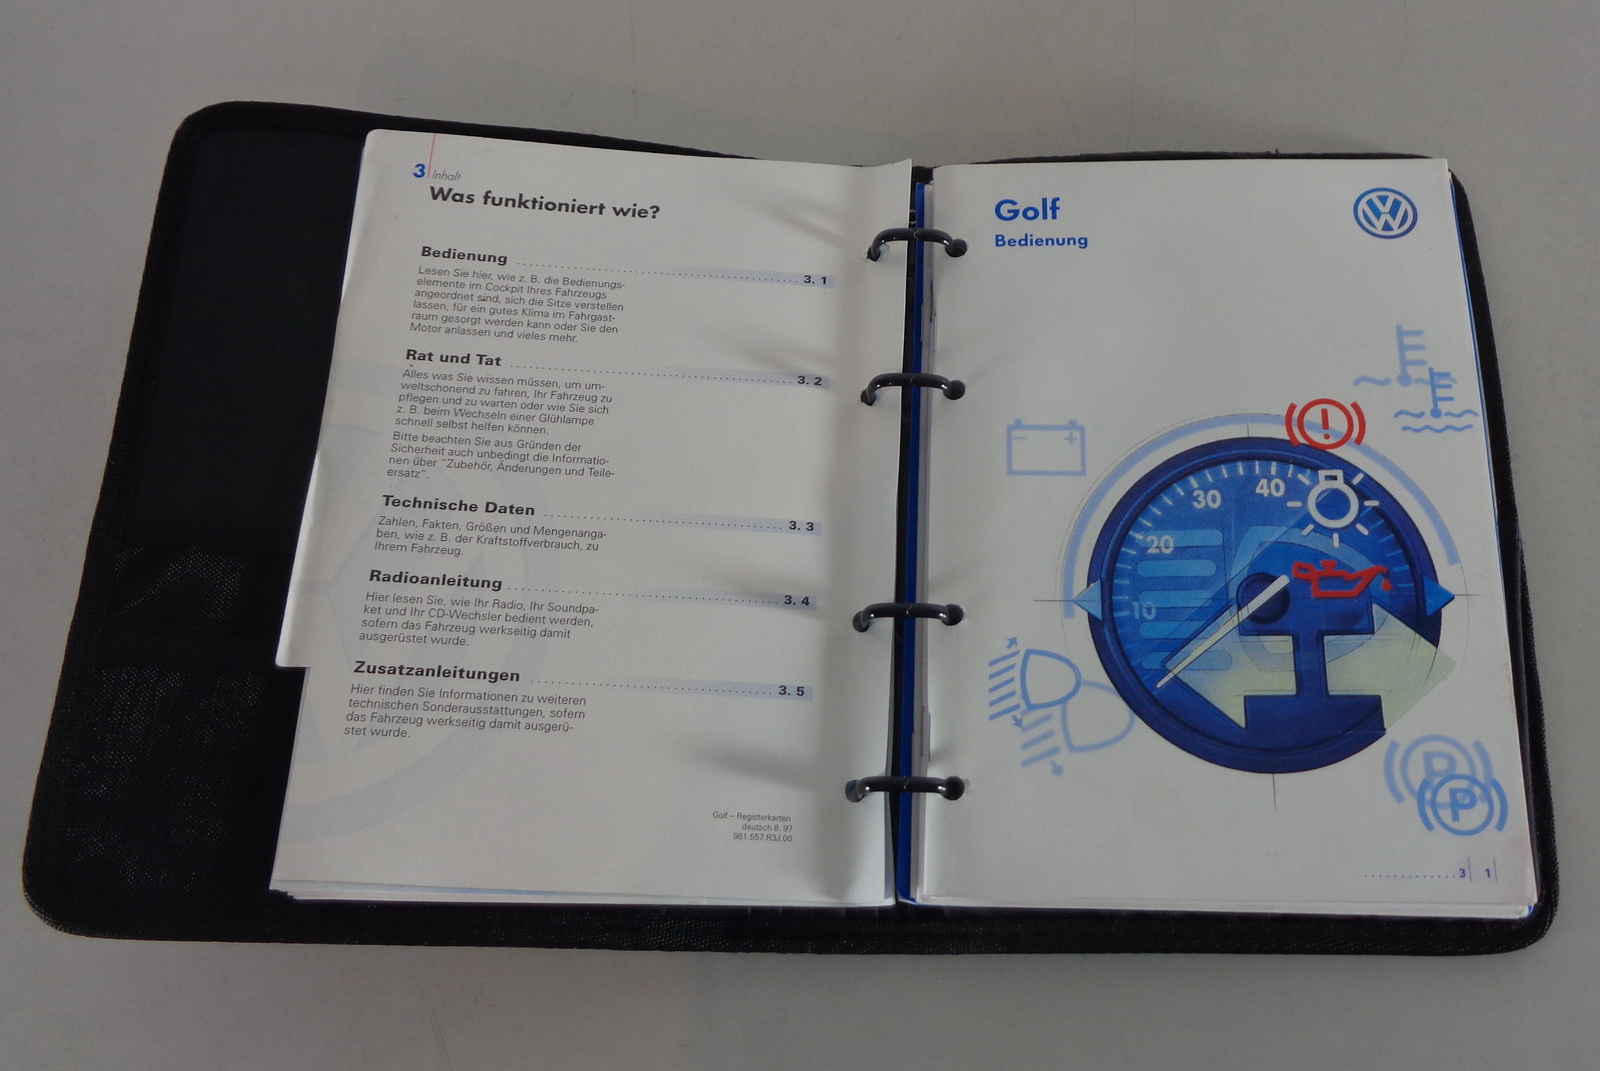 3 Inhalt
Was funktioniert wie?
Bedienung 3. 1
Lesen Sie hier, wie z. B. die Bedienungs-
elemente im Cockpit Ihres Fahrzeugs
angeordnet sind, sich die Sitze verstellen
lassen, für ein gutes Klima im Fahrgast-
raum gesorgt werden kann oder Sie den
Motor anlassen und vieles mehr.
Rat und Tat 3. 2
Alles was Sie wissen müssen, um um-
weltschonend zu fahren, Ihr Fahrzeug zu
pflegen und zu warten oder wie Sie sich
z. B. beim Wechseln einer Glühlampe
schnell selbst helfen können.
Bitte beachten Sie aus Gründen der
Sicherheit auch unbedingt die Informatio-
nen über "Zubehör, Änderungen und Teile-
ersatz".
Technische Daten 3. 3
Zahlen, Fakten, Größen und Mengenanga-
ben, wie z. B. der Kraftstoffverbrauch, zu
Ihrem Fahrzeug.
Radioanleitung 3. 4
Hier lesen Sie, wie Ihr Radio, Ihr Soundpa-
ket und Ihr CD-Wechsler bedient werden,
sofern das Fahrzeug werkseitig damit
ausgerüstet wurde.
Zusatzanleitungen 3. 5
Hier finden Sie Informationen zu weiteren
technischen Sonderausstattungen, sofern
das Fahrzeug werkseitig damit ausgerü-
stet wurde.
Golf – Registerkarten
deutsch 8. 97
981.557.R3J.00
Golf
Bedienung
VW
10
20
30
40
P
P
3 1